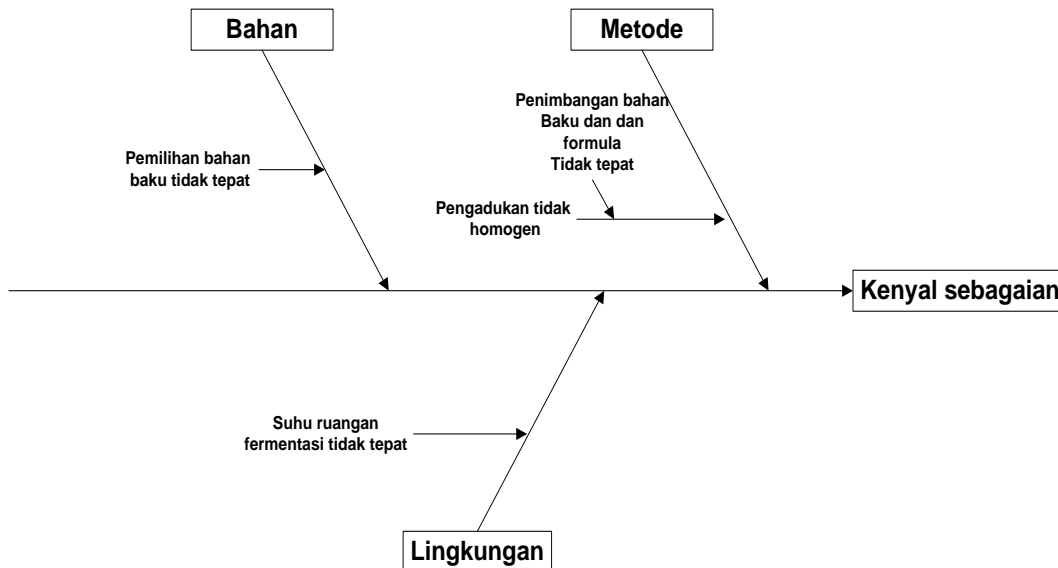 Bahan
Metode
Penimbangan bahan
Baku dan dan
formula
Tidak tepat
Pemilihan bahan
baku tidak tepat
Pengadukan tidak
homogen
Kenyal sebagaian
Suhu ruangan
fermentasi tidak tepat
Lingkungan